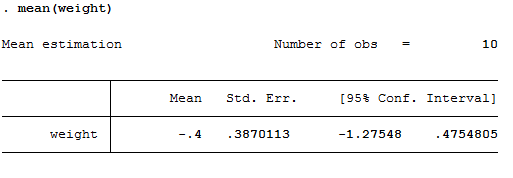 . mean(weight)
Mean estimation Number of obs = 10
Mean Std. Err. [95% Conf. Interval]
weight -.4 .3870113 -1.27548 .4754805